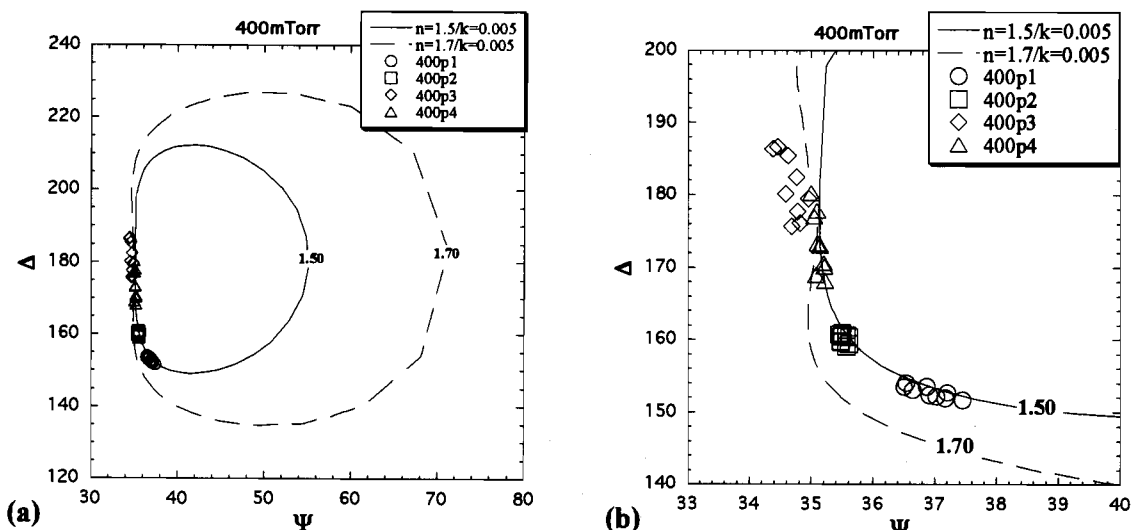 400mTorr
n=1.5/k=0.005
n=1.7/k=0.005
400p1
400p2
400p3
400p4
240
220
200
180
160
140
120
Δ
1.50
1.70
30 40 50 60 70 80
Ψ
(a)
400mTorr
n=1.5/k=0.005
n=1.7/k=0.005
400p1
400p2
400p3
400p4
200
190
180
170
160
150
140
Δ
1.50
1.70
33 34 35 36 37 38 39 40
Ψ
(b)